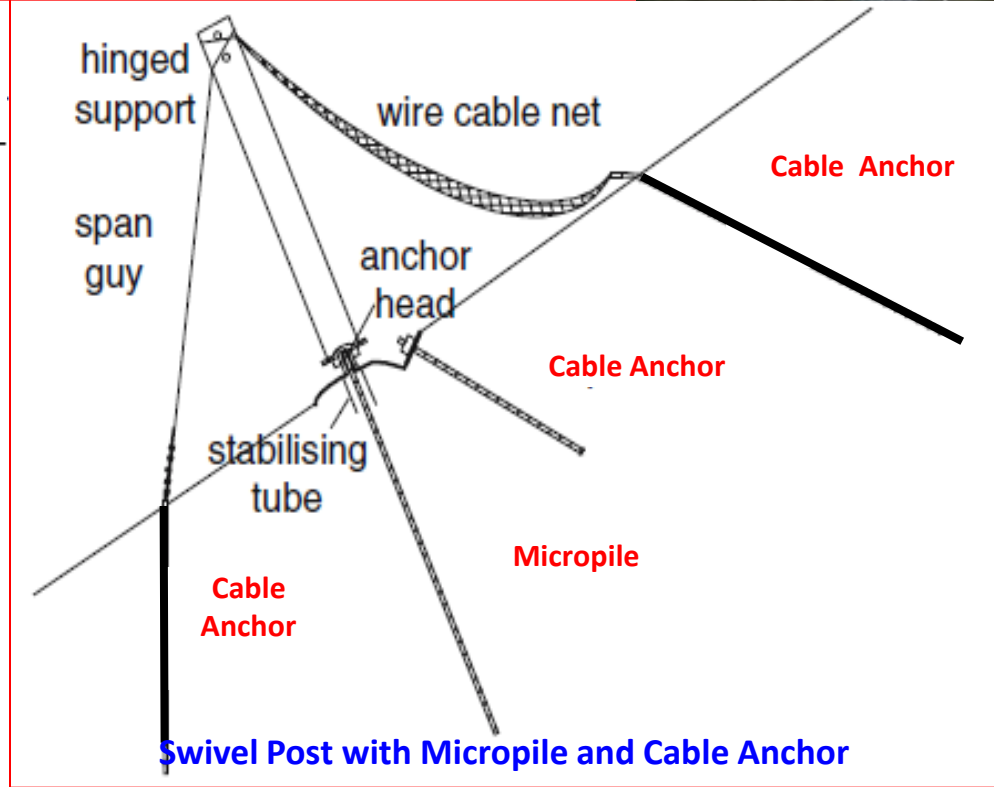 hinged
support
wire cable net
Cable Anchor
span
guy
anchor
head
Cable Anchor
stabilising
tube
Micropile
Cable
Anchor
Swivel Post with Micropile and Cable Anchor